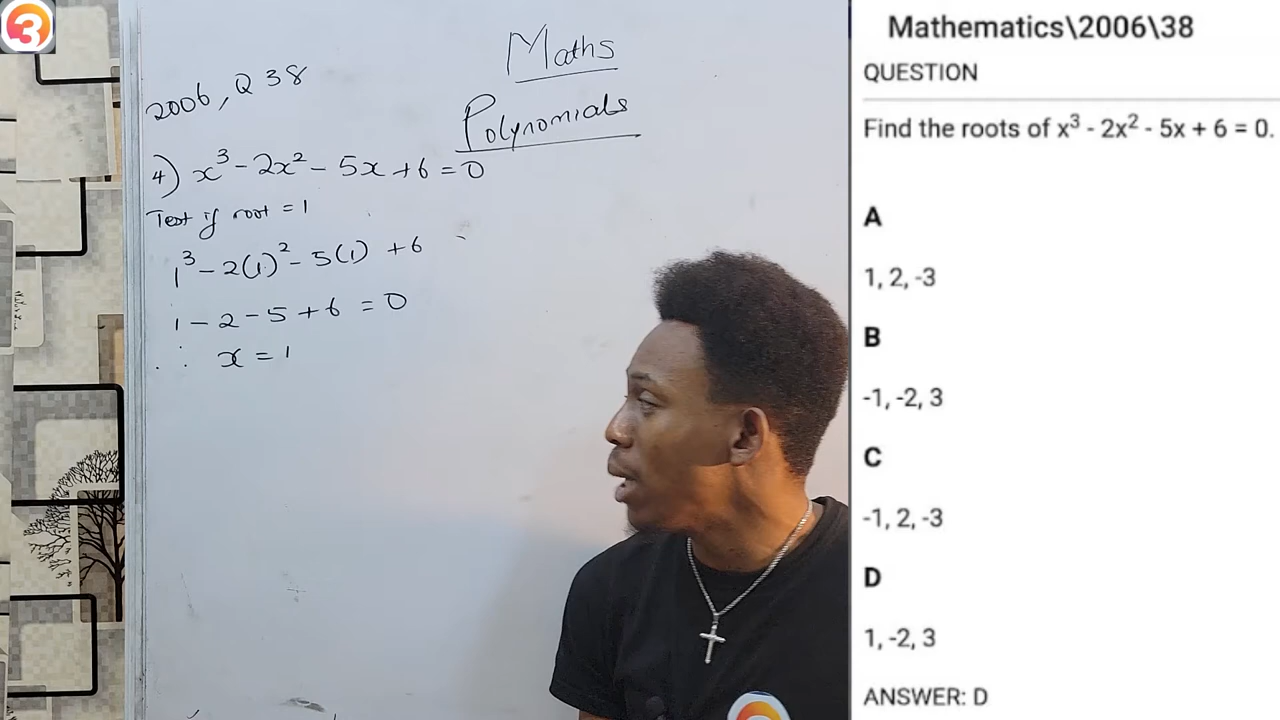 3
Maths
2006, Q 38
Polynomials
4) x³ - 2x² - 5x + 6 = 0
Test if root = 1
1³ - 2(1)² - 5(1) + 6
1 - 2 - 5 + 6 = 0
∴ x = 1
Mathematics\2006\38
QUESTION
Find the roots of x³ - 2x² - 5x + 6 = 0.
A
1, 2, -3
B
-1, -2, 3
C
-1, 2, -3
D
1, -2, 3
ANSWER: D